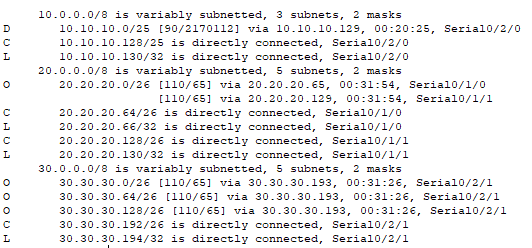 10.0.0.0/8 is variably subnetted, 3 subnets, 2 masks
D 10.10.10.0/25 [90/2170112] via 10.10.10.129, 00:20:25, Serial0/2/0
C 10.10.10.128/25 is directly connected, Serial0/2/0
L 10.10.10.130/32 is directly connected, Serial0/2/0
20.0.0.0/8 is variably subnetted, 5 subnets, 2 masks
O 20.20.20.0/26 [110/65] via 20.20.20.65, 00:31:54, Serial0/1/0
[110/65] via 20.20.20.129, 00:31:54, Serial0/1/1
C 20.20.20.64/26 is directly connected, Serial0/1/0
L 20.20.20.66/32 is directly connected, Serial0/1/0
C 20.20.20.128/26 is directly connected, Serial0/1/1
L 20.20.20.130/32 is directly connected, Serial0/1/1
30.0.0.0/8 is variably subnetted, 5 subnets, 2 masks
O 30.30.30.0/26 [110/65] via 30.30.30.193, 00:31:26, Serial0/2/1
O 30.30.30.64/26 [110/65] via 30.30.30.193, 00:31:26, Serial0/2/1
O 30.30.30.128/26 [110/65] via 30.30.30.193, 00:31:26, Serial0/2/1
C 30.30.30.192/26 is directly connected, Serial0/2/1
L 30.30.30.194/32 is directly connected, Serial0/2/1